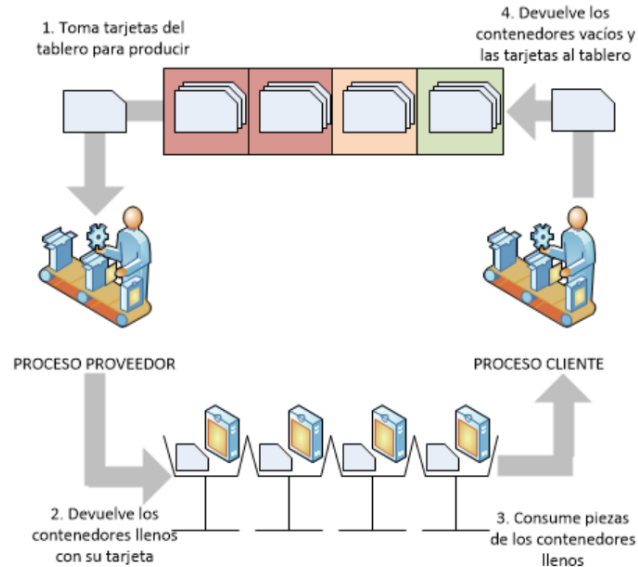 1. Toma tarjetas del
tablero para producir
4. Devuelve los
contenedores vacíos y
las tarjetas al tablero
PROCESO PROVEEDOR
PROCESO CLIENTE
2. Devuelve los
contenedores llenos
con su tarjeta
3. Consume piezas
de los contenedores
llenos